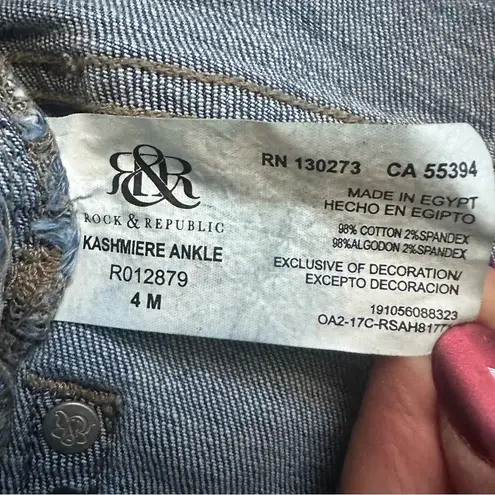 R&R
ROCK & REPUBLIC
KASHMIERE ANKLE
R012879
4 M
RN 130273 CA 55394
MADE IN EGYPT
HECHO EN EGIPTO
98% COTTON 2%SPANDEX
98%ALGODON 2%SPANDEX
EXCLUSIVE OF DECORATION/
EXCEPTO DECORACION
191056088323